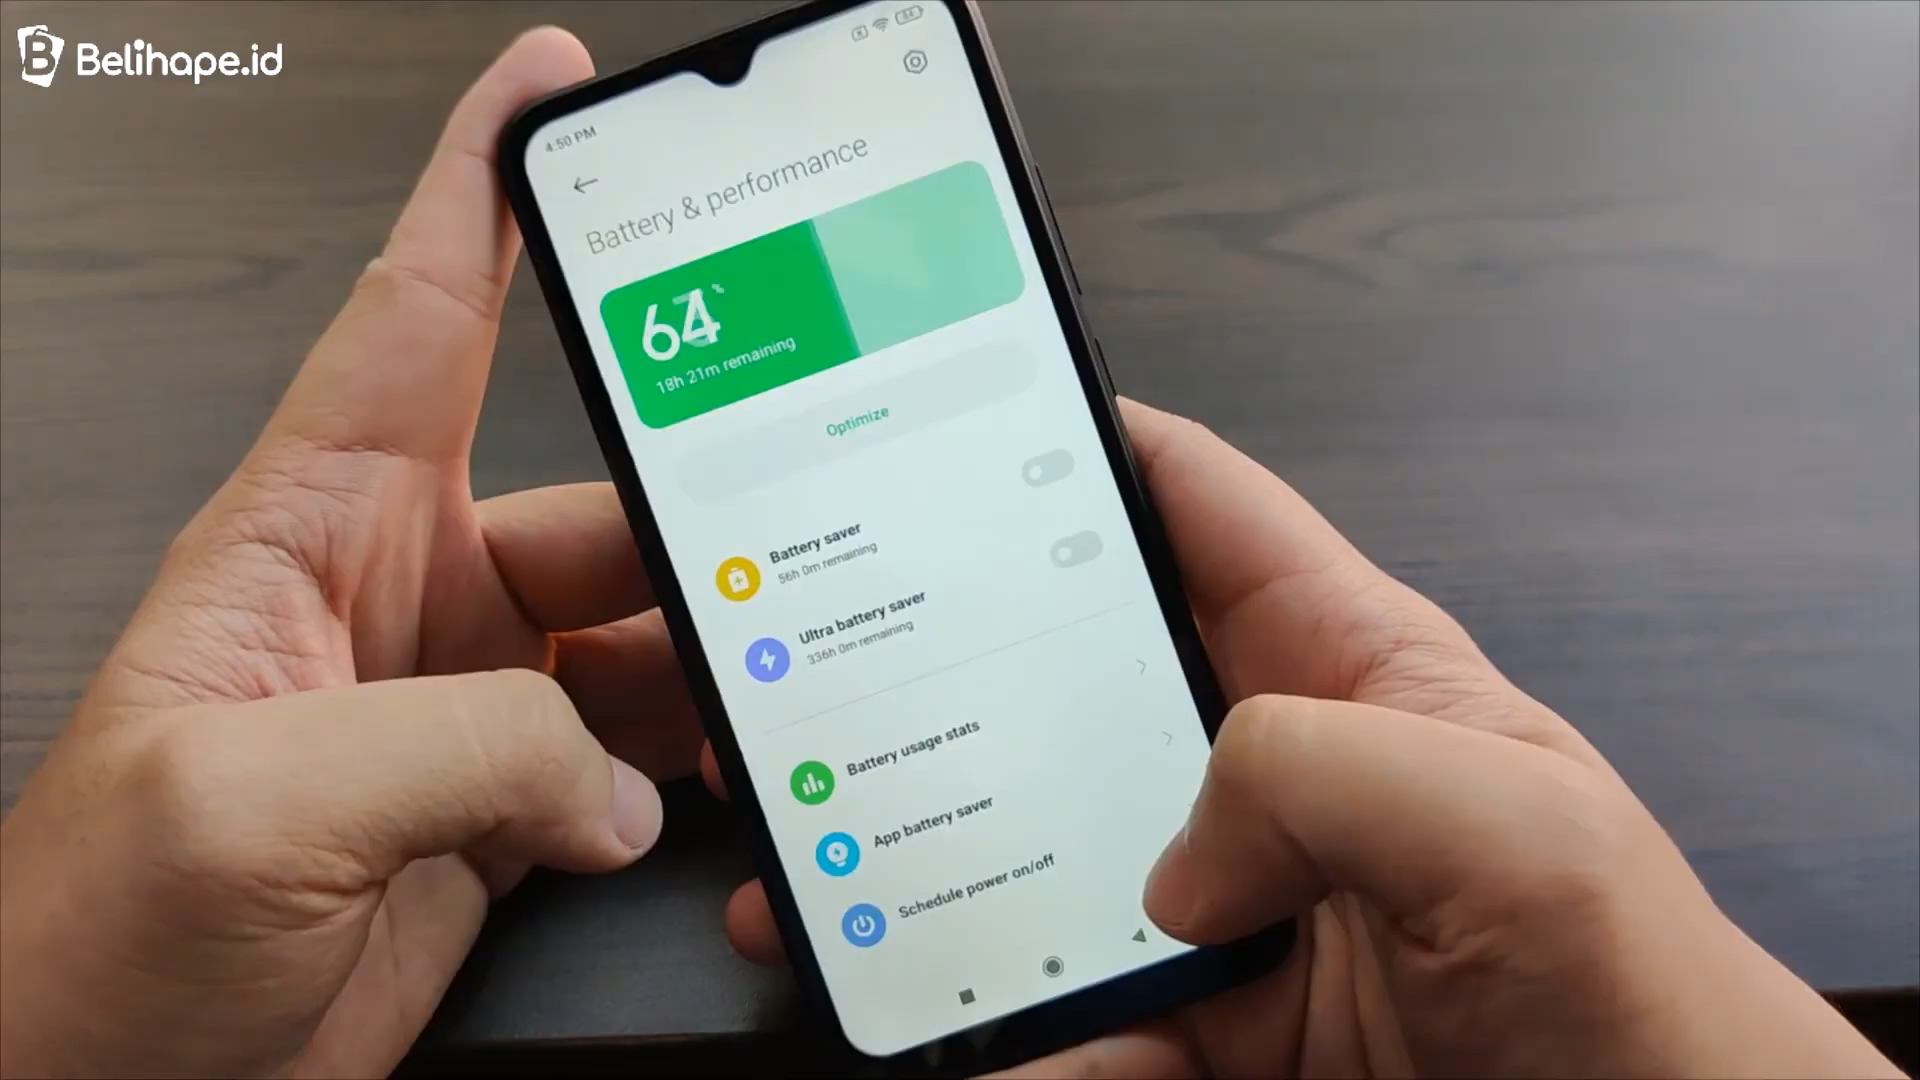 Belihape.id
4:50 PM
Battery & performance
%
18h 21m remaining
Optimize
Battery saver
56h 0m remaining
Ultra battery saver
336h 0m remaining
Battery usage stats
App battery saver
Schedule power on/off